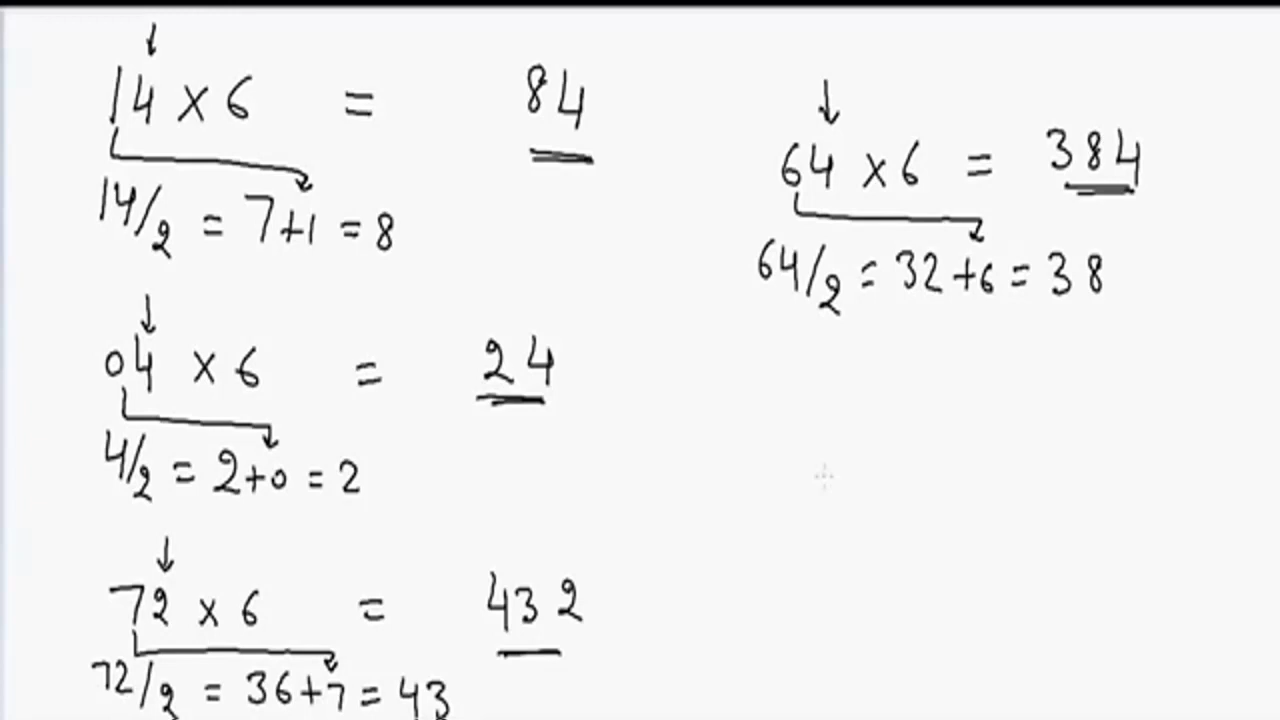 14 × 6 = 84
14/2 = 7+1 = 8
04 × 6 = 24
4/2 = 2+0 = 2
72 × 6 = 432
72/2 = 36+7 = 43
64 × 6 = 384
64/2 = 32+6 = 38